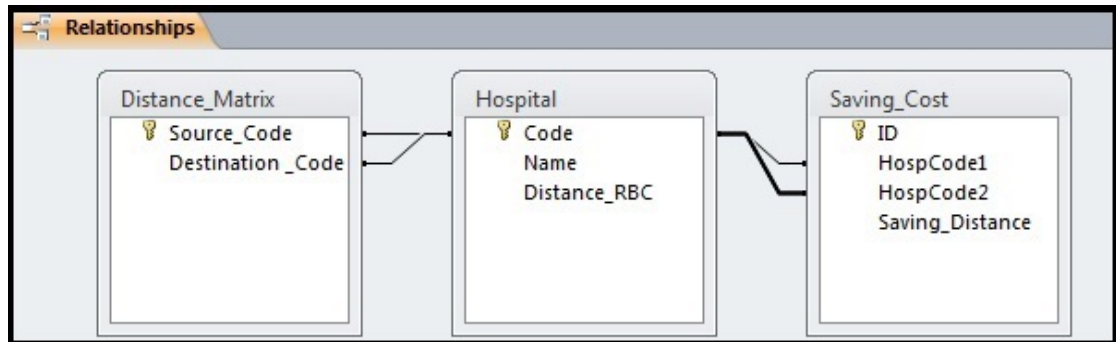 Relationships
Distance_Matrix
Source_Code
Destination _Code
Hospital
Code
Name
Distance_RBC
Saving_Cost
ID
HospCode1
HospCode2
Saving_Distance